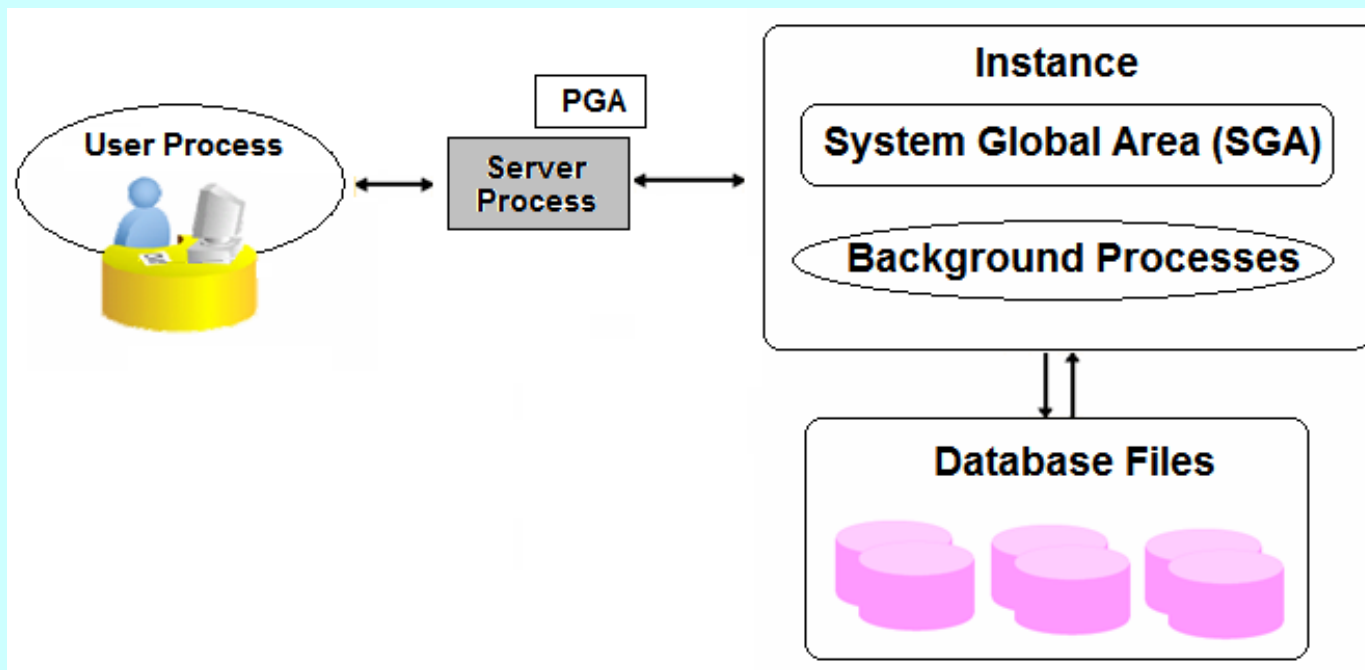 User Process
PGA
Server
Process
Instance
System Global Area (SGA)
Background Processes
Database Files